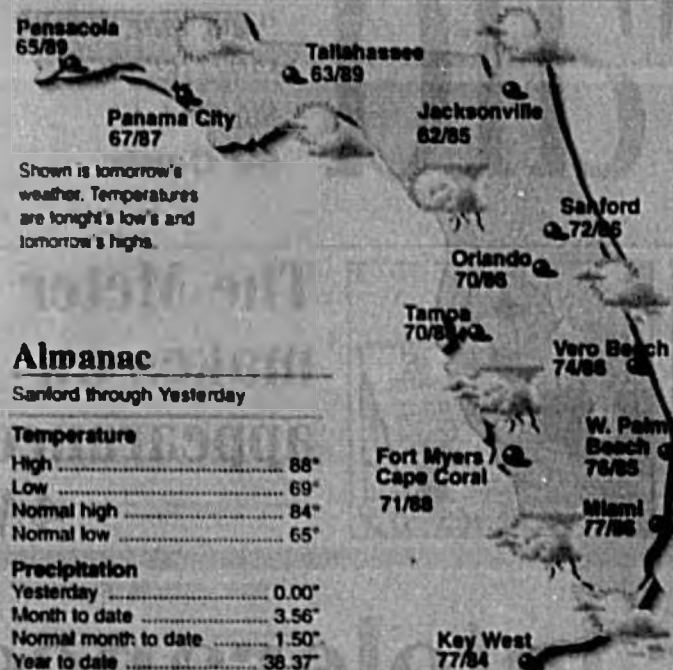 Pensacola
65/89
Tallahassee
63/89
Panama City
67/87
Jacksonville
62/85
Shown is tomorrow's
weather. Temperatures
are tonight's low's and
tomorrow's highs.
Sanford
72/86
Orlando
70/86
Tampa
Vero Beach
74/86
W. Palm
Beach
76/85
Fort Myers
Cape Coral
71/88
Miami
77/86
Key West
77/84
Almanac
Sanford through Yesterday
Temperature
High ........................................ 88°
Low ........................................ 69°
Normal high ........................ 84°
Normal low .......................... 65°
Precipitation
Yesterday ........................... 0.00"
Month to date .................... 3.56"
Normal month to date ........ 1.50"
Year to date ...................... 38.37"